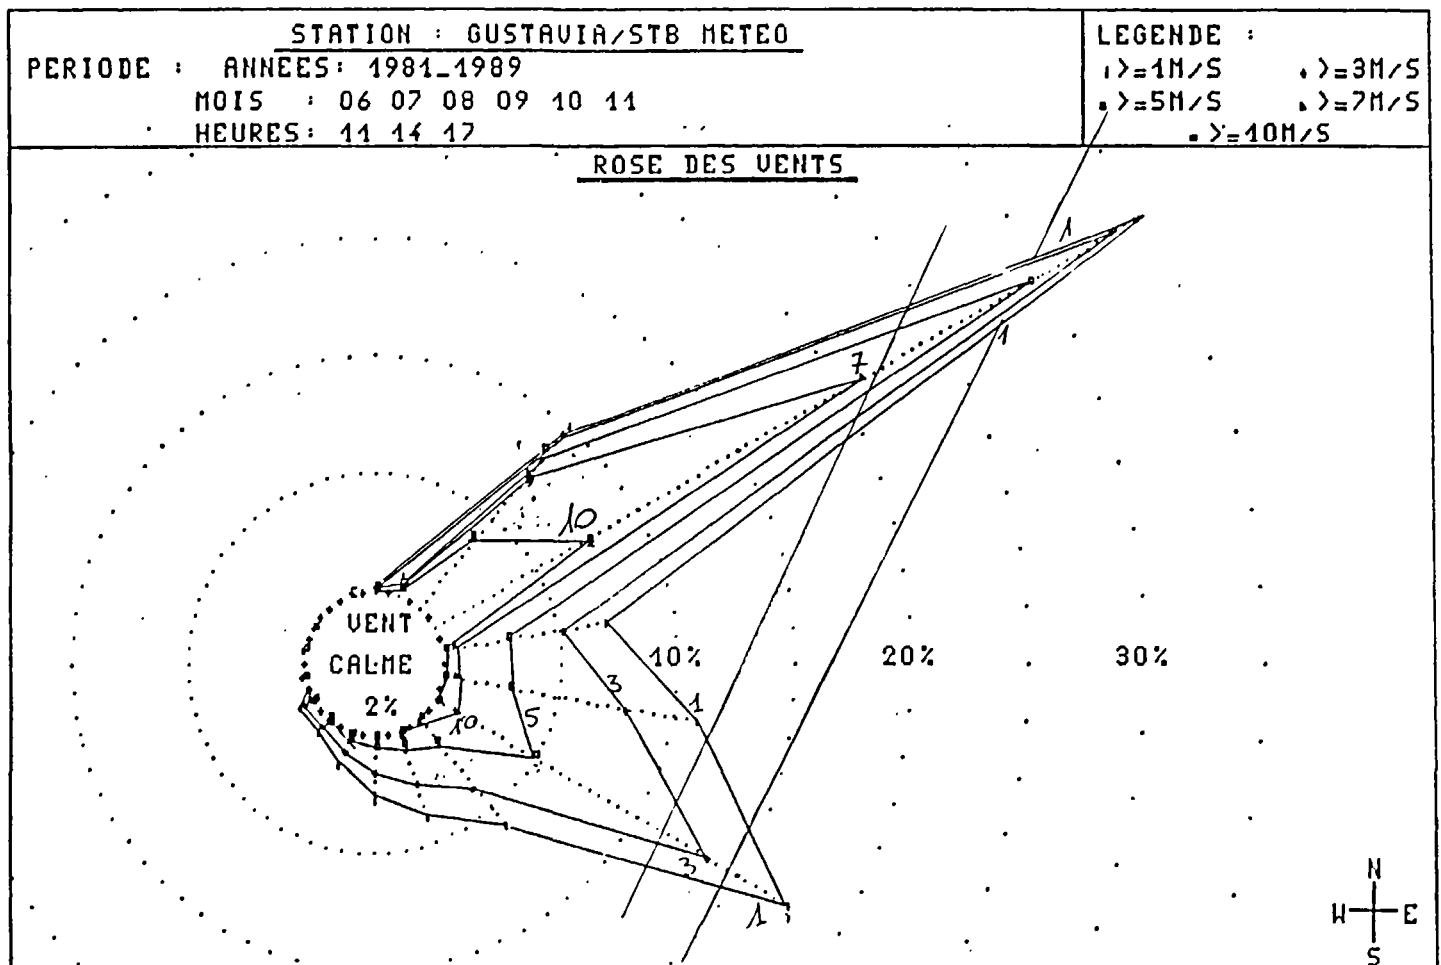 STATION : GUSTAVIA/STB METEO
PERIODE : ANNEES: 1981_1989
MOIS : 06 07 08 09 10 11
HEURES: 11 14 17
LEGENDE :
>=1M/S >=3M/S
>=5M/S >=7M/S
>=10M/S
ROSE DES VENTS
1
1
7
10
VENT
CALME
2%
10% 20% 30%
3
1
10
5
3
1
N
W E
S